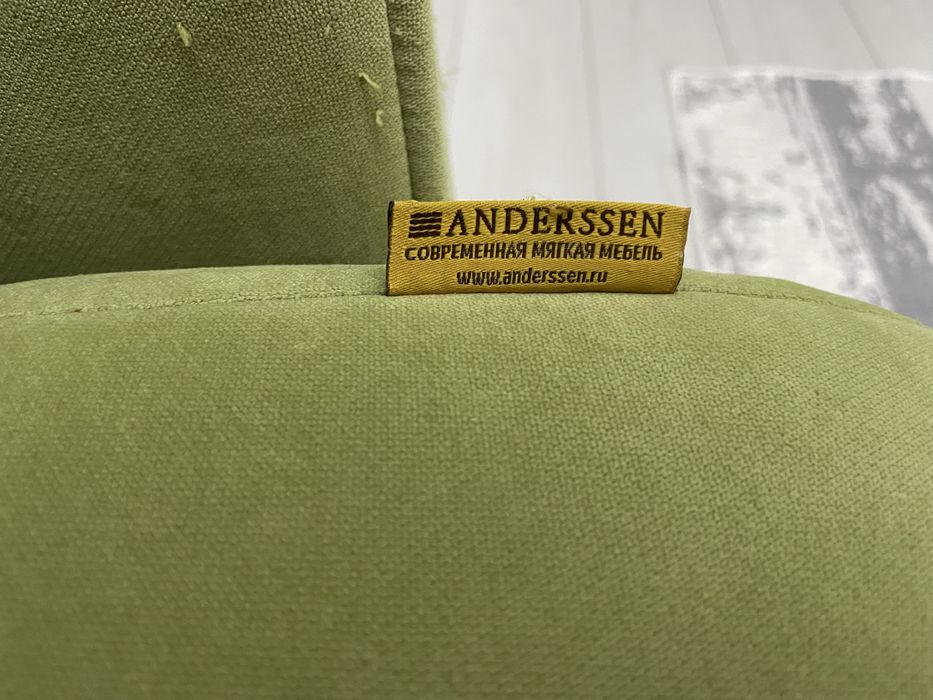 ANDERSSEN
СОВРЕМЕННАЯ МЯГКАЯ МЕБЕЛЬ
www.anderssen.ru